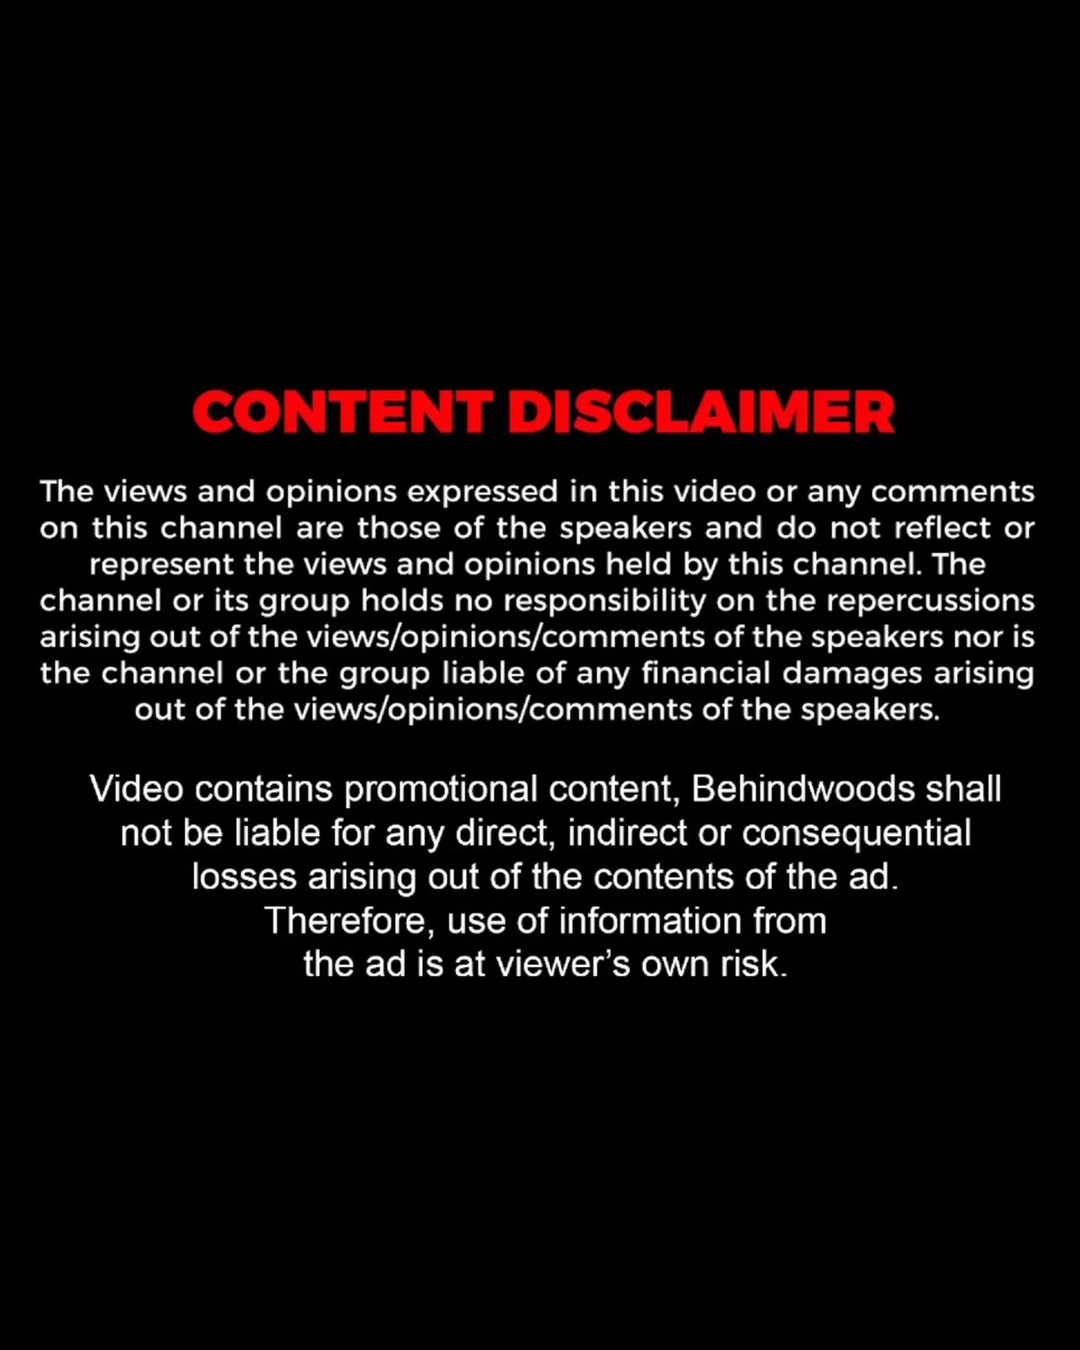 CONTENT DISCLAIMER
The views and opinions expressed in this video or any comments
on this channel are those of the speakers and do not reflect or
represent the views and opinions held by this channel. The
channel or its group holds no responsibility on the repercussions
arising out of the views/opinions/comments of the speakers nor is
the channel or the group liable of any financial damages arising
out of the views/opinions/comments of the speakers.
Video contains promotional content, Behindwoods shall
not be liable for any direct, indirect or consequential
losses arising out of the contents of the ad.
Therefore, use of information from
the ad is at viewer’s own risk.